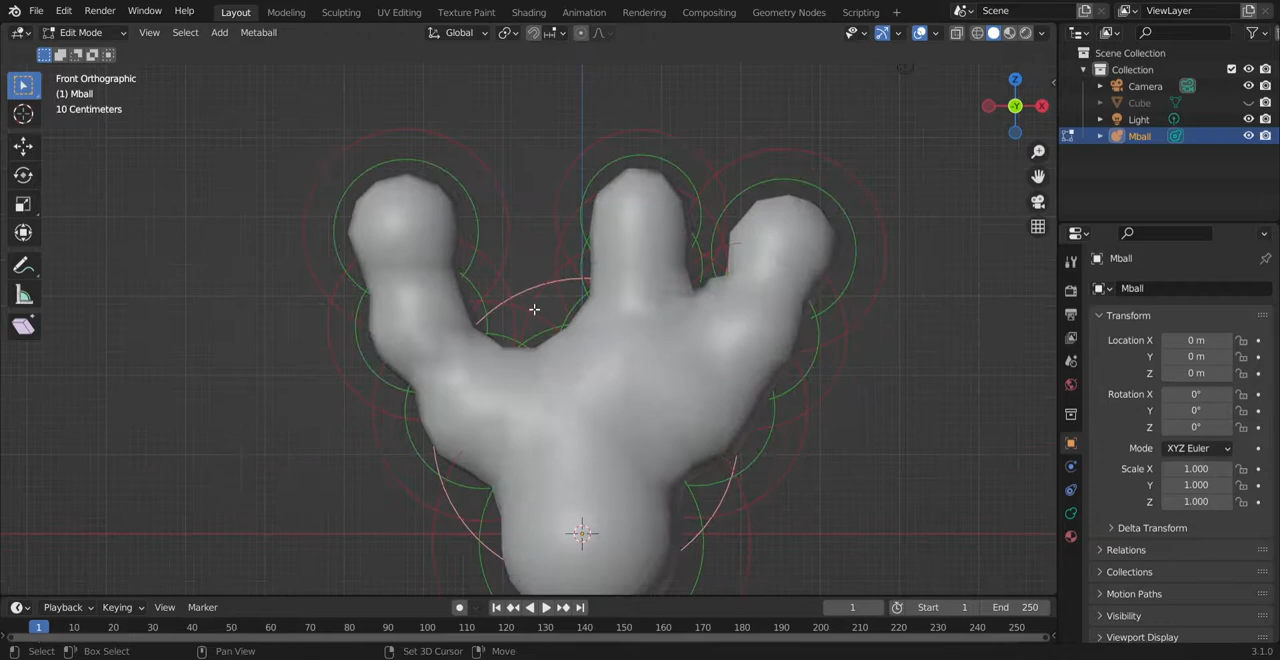 File Edit Render Window Help Layout Modeling Sculpting UV Editing Texture Paint Shading Animation Rendering Compositing Geometry Nodes Scripting + Scene ViewLayer
Edit Mode View Select Add Metaball Global
Front Orthographic
(1) Mball
10 Centimeters
Z
X
-Y
Scene Collection
Collection
Camera
Cube
Light
Mball
Mball
Mball
Transform
Location X 0 m
Y 0 m
Z 0 m
Rotation X 0°
Y 0°
Z 0°
Mode XYZ Euler
Scale X 1.000
Y 1.000
Z 1.000
Delta Transform
Relations
Collections
Motion Paths
Visibility
Viewport Display
Playback Keying View Marker 1 Start 1 End 250
1 10 20 30 40 50 60 70 80 90 100 110 120 130 140 150 160 170 180 190 200 210 220 230 240 250
Select Box Select Pan View Set 3D Cursor Move 3.1.0